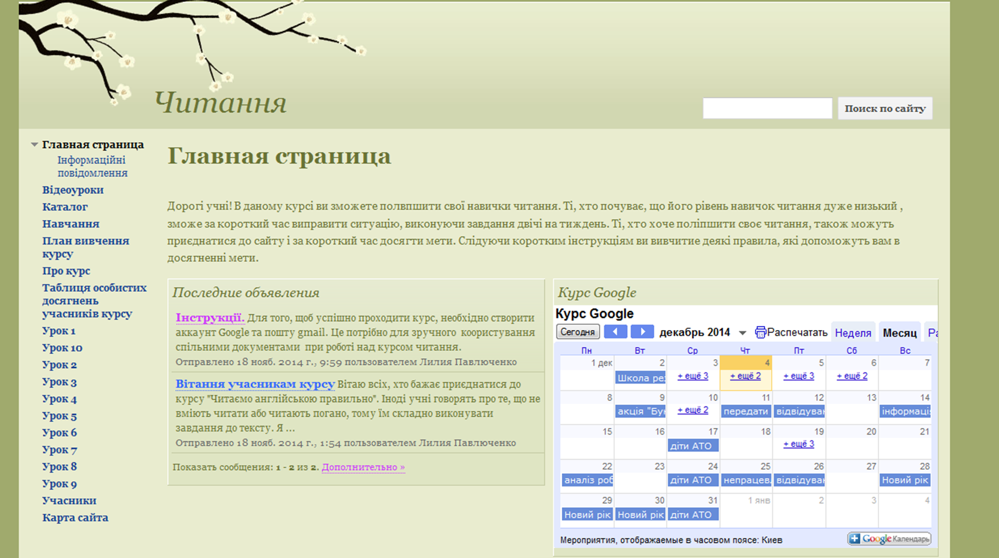 Читання
Поиск по сайту
Главная страница
Інформаційні
повідомлення
Відеоуроки
Каталог
Навчання
План вивчення
курсу
Про курс
Таблиця особистих
досягнень
учасників курсу
Урок 1
Урок 10
Урок 2
Урок 3
Урок 4
Урок 5
Урок 6
Урок 7
Урок 8
Урок 9
Учасники
Карта сайта
Главная страница
Дорогі учні! В даному курсі ви зможете полвпшити свої навички читання. Ті, хто почуває, що його рівень навичок читання дуже низький ,
зможе за короткий час виправити ситуацію, виконуючи завдання двічі на тиждень. Ті, хто хоче поліпшити своє читання, також можуть
приєднатися до сайту і за короткий час досягти мети. Слідуючи коротким інструкціям ви вивчитие деякі правила, які допоможуть вам в
досягненні мети.
Последние объявления
Інструкції. Для того, щоб успішно проходити курс, необхідно створити
аккаунт Google та пошту gmail. Це потрібно для зручного коористування
спільними документами при роботі над курсом читання.
Отправлено 18 нояб. 2014 г., 9:59 пользователем Лилия Павлюченко
Вітання учасникам курсу Вітаю всіх, хто бажає приєднатися до
курсу "Читаємо англійською правильно". Іноді учні говорять про те, що не
вміють читати або читають погано, тому їм складно виконувати
завдання до тексту. Я ...
Отправлено 18 нояб. 2014 г., 1:54 пользователем Лилия Павлюченко
Показать сообщения: 1 - 2 из 2. Дополнительно »
Курс Google
Курс Google
Сегодня декабрь 2014 Распечатать Неделя Месяц Ра
Пн Вт Ср Чт Пт Сб Вс
1 дек 2 3 4 5 6 7
Школа ре + ещё 3 + ещё 2 + ещё 3 + ещё 2
8 9 10 11 12 13 14
акція "Бу + ещё 2 передати відвідува інформаці
15 16 17 18 19 20 21
діти АТО + ещё 3
22 23 24 25 26 27 28
аналіз роб діти АТО непрацев відвідува Новий рік
29 30 31 1 янв 2 3 4
Новий рік Новий рік діти АТО
Мероприятия, отображаемые в часовом поясе: Киев
Google Календарь